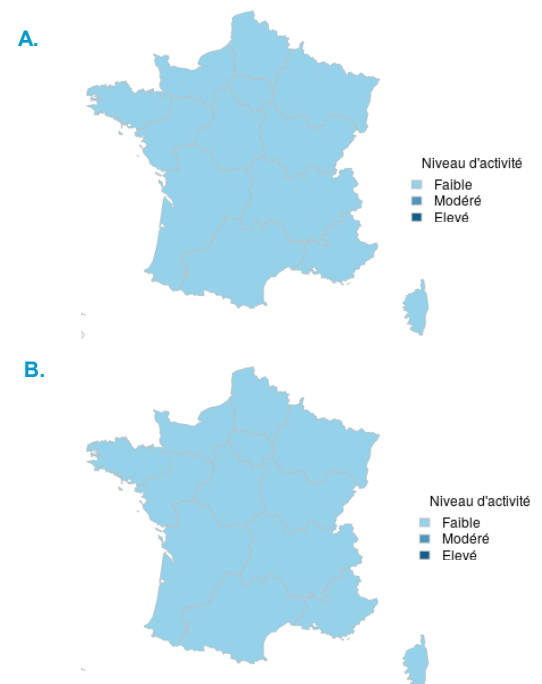 A.
Niveau d'activité
Faible
Modéré
Elevé
B.
Niveau d'activité
Faible
Modéré
Elevé